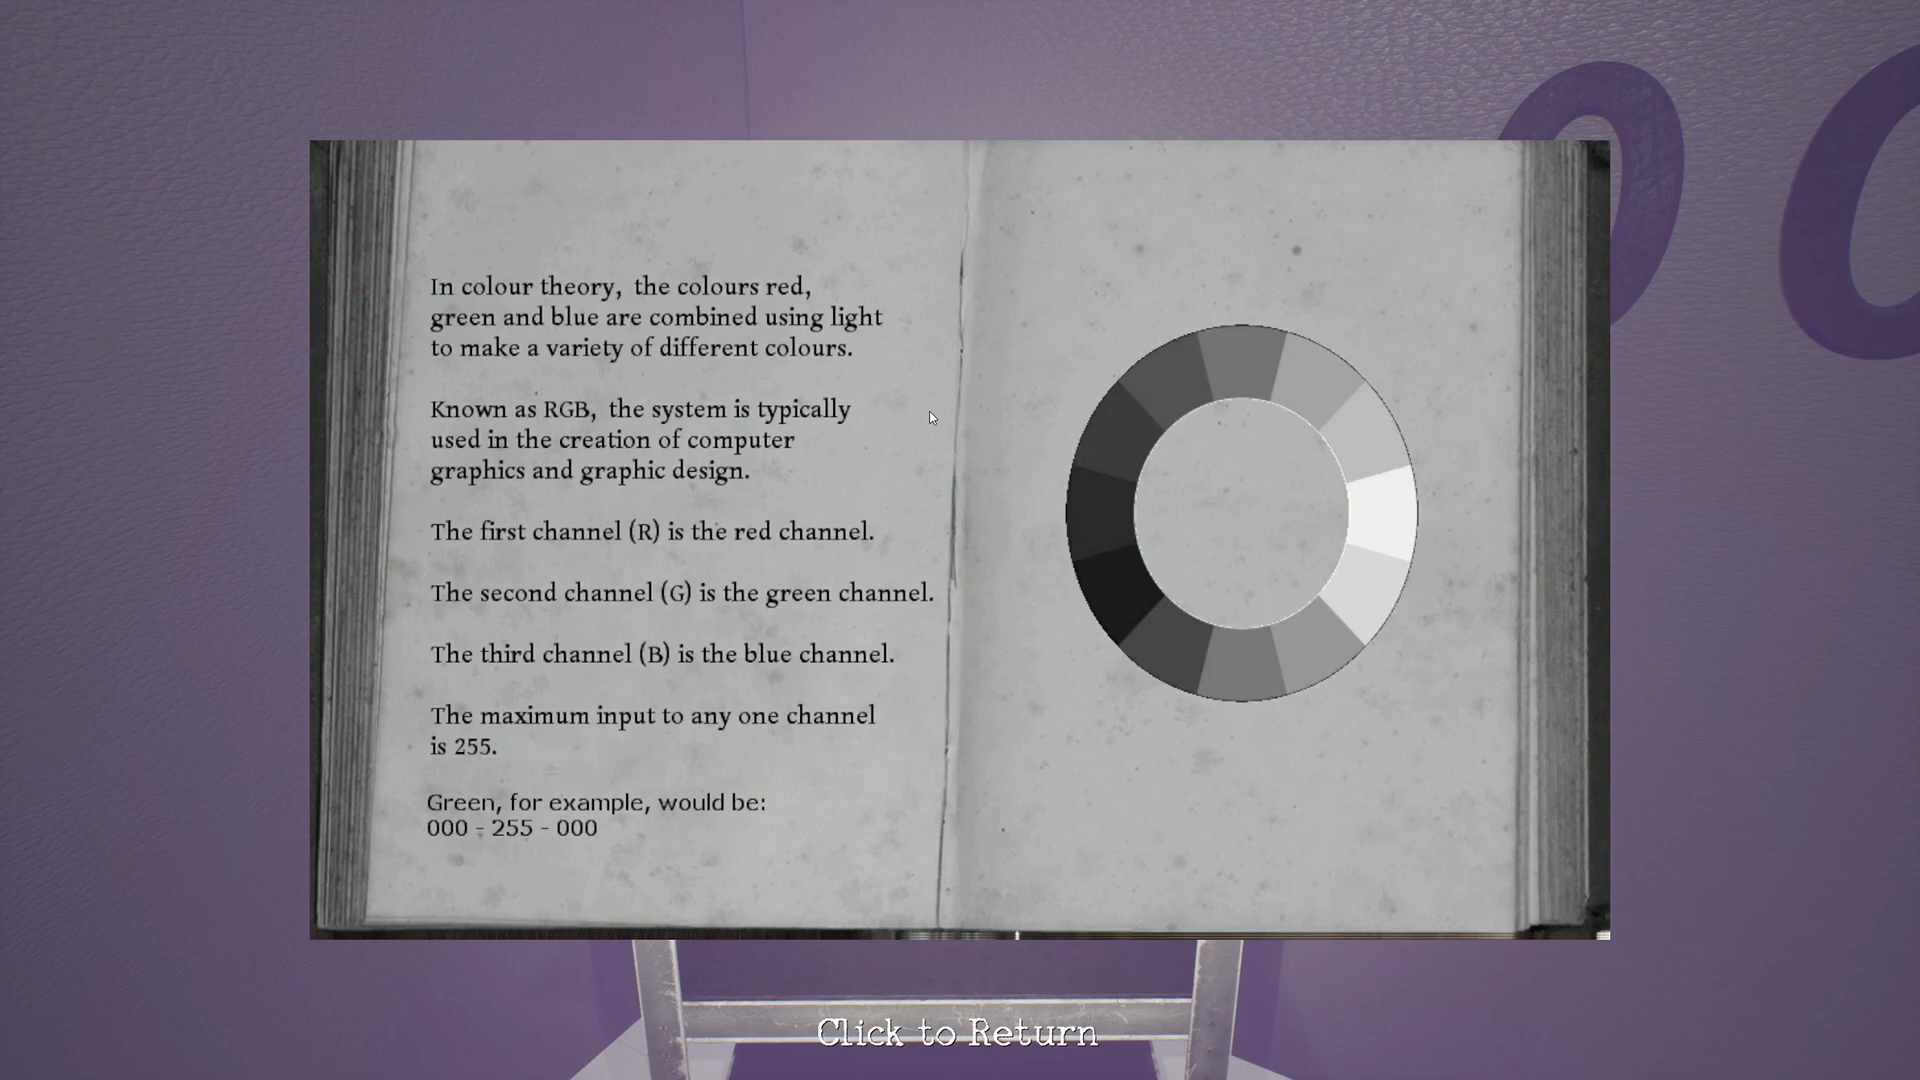 In colour theory, the colours red,
green and blue are combined using light
to make a variety of different colours.
Known as RGB, the system is typically
used in the creation of computer
graphics and graphic design.
The first channel (R) is the red channel.
The second channel (G) is the green channel.
The third channel (B) is the blue channel.
The maximum input to any one channel
is 255.
Green, for example, would be:
000 - 255 - 000
Click to Return